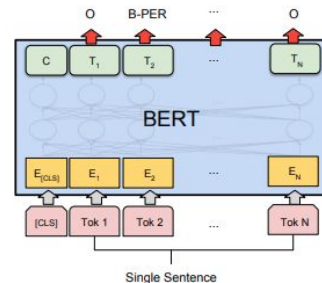 O B-PER ... O
C T1 T2 ... TN
BERT
E[CLS] E1 E2 ... EN
[CLS] Tok 1 Tok 2 ... Tok N
Single Sentence